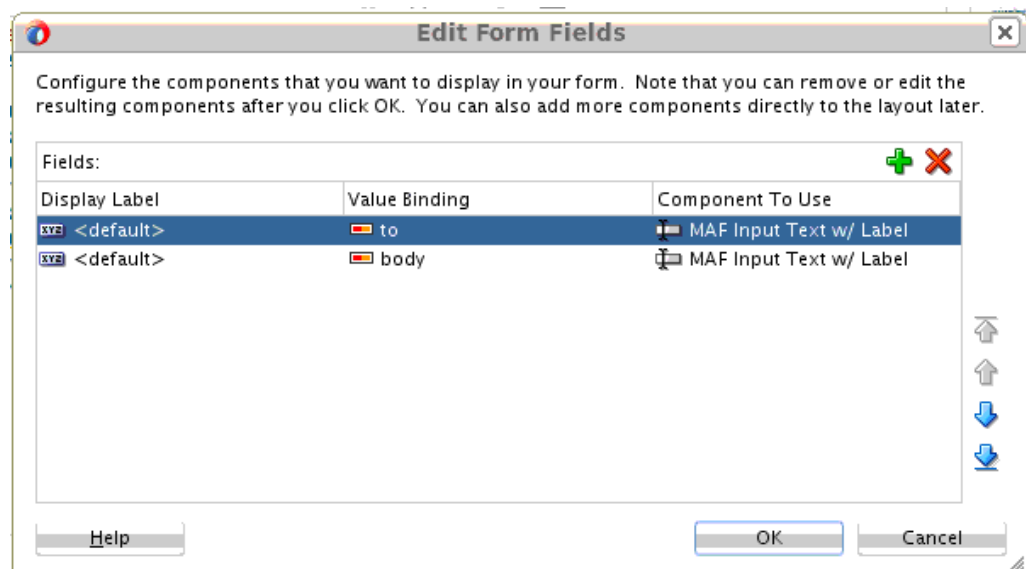 Edit Form Fields
Configure the components that you want to display in your form. Note that you can remove or edit the
resulting components after you click OK. You can also add more components directly to the layout later.
Fields:
Display Label Value Binding Component To Use
XYZ <default> to MAF Input Text w/ Label
XYZ <default> body MAF Input Text w/ Label
Help OK Cancel